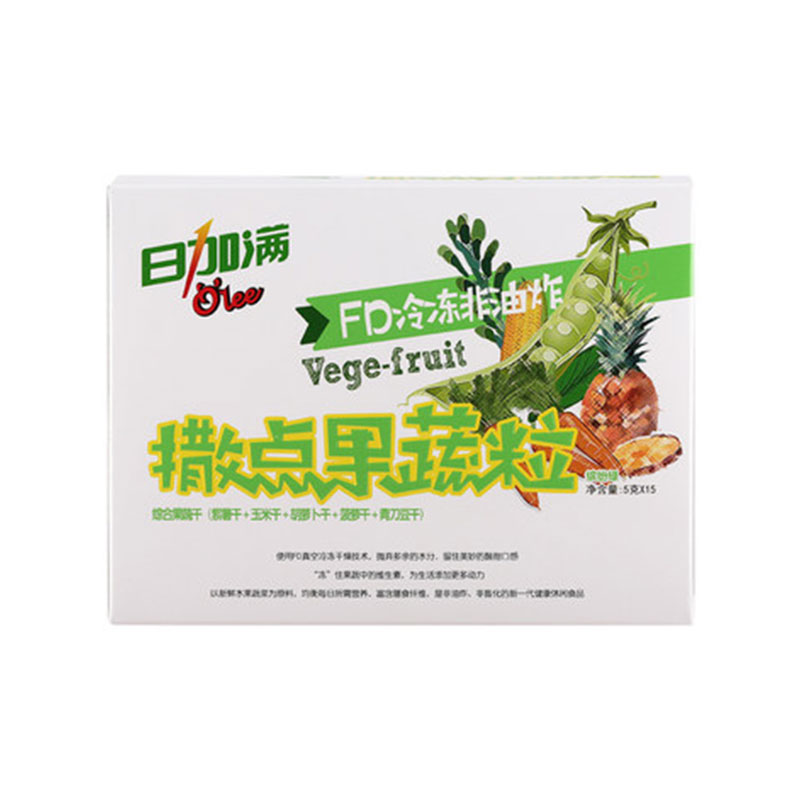 日加满
O'lee
FD冷冻非油炸
Vege-fruit
撒点果蔬粒
缤纷绿
净含量:5克X15
综合果蔬干（紫薯干+玉米干+胡萝卜干+菠萝干+青刀豆干）
使用FD真空冷冻干燥技术，抛弃多余的水分，留住美妙的酥脆口感
“冻”住果蔬中的维生素，为生活添加更多动力
以新鲜水果蔬菜为原料，均衡每日所需营养，富含膳食纤维，是非油炸、非膨化的新一代健康休闲食品